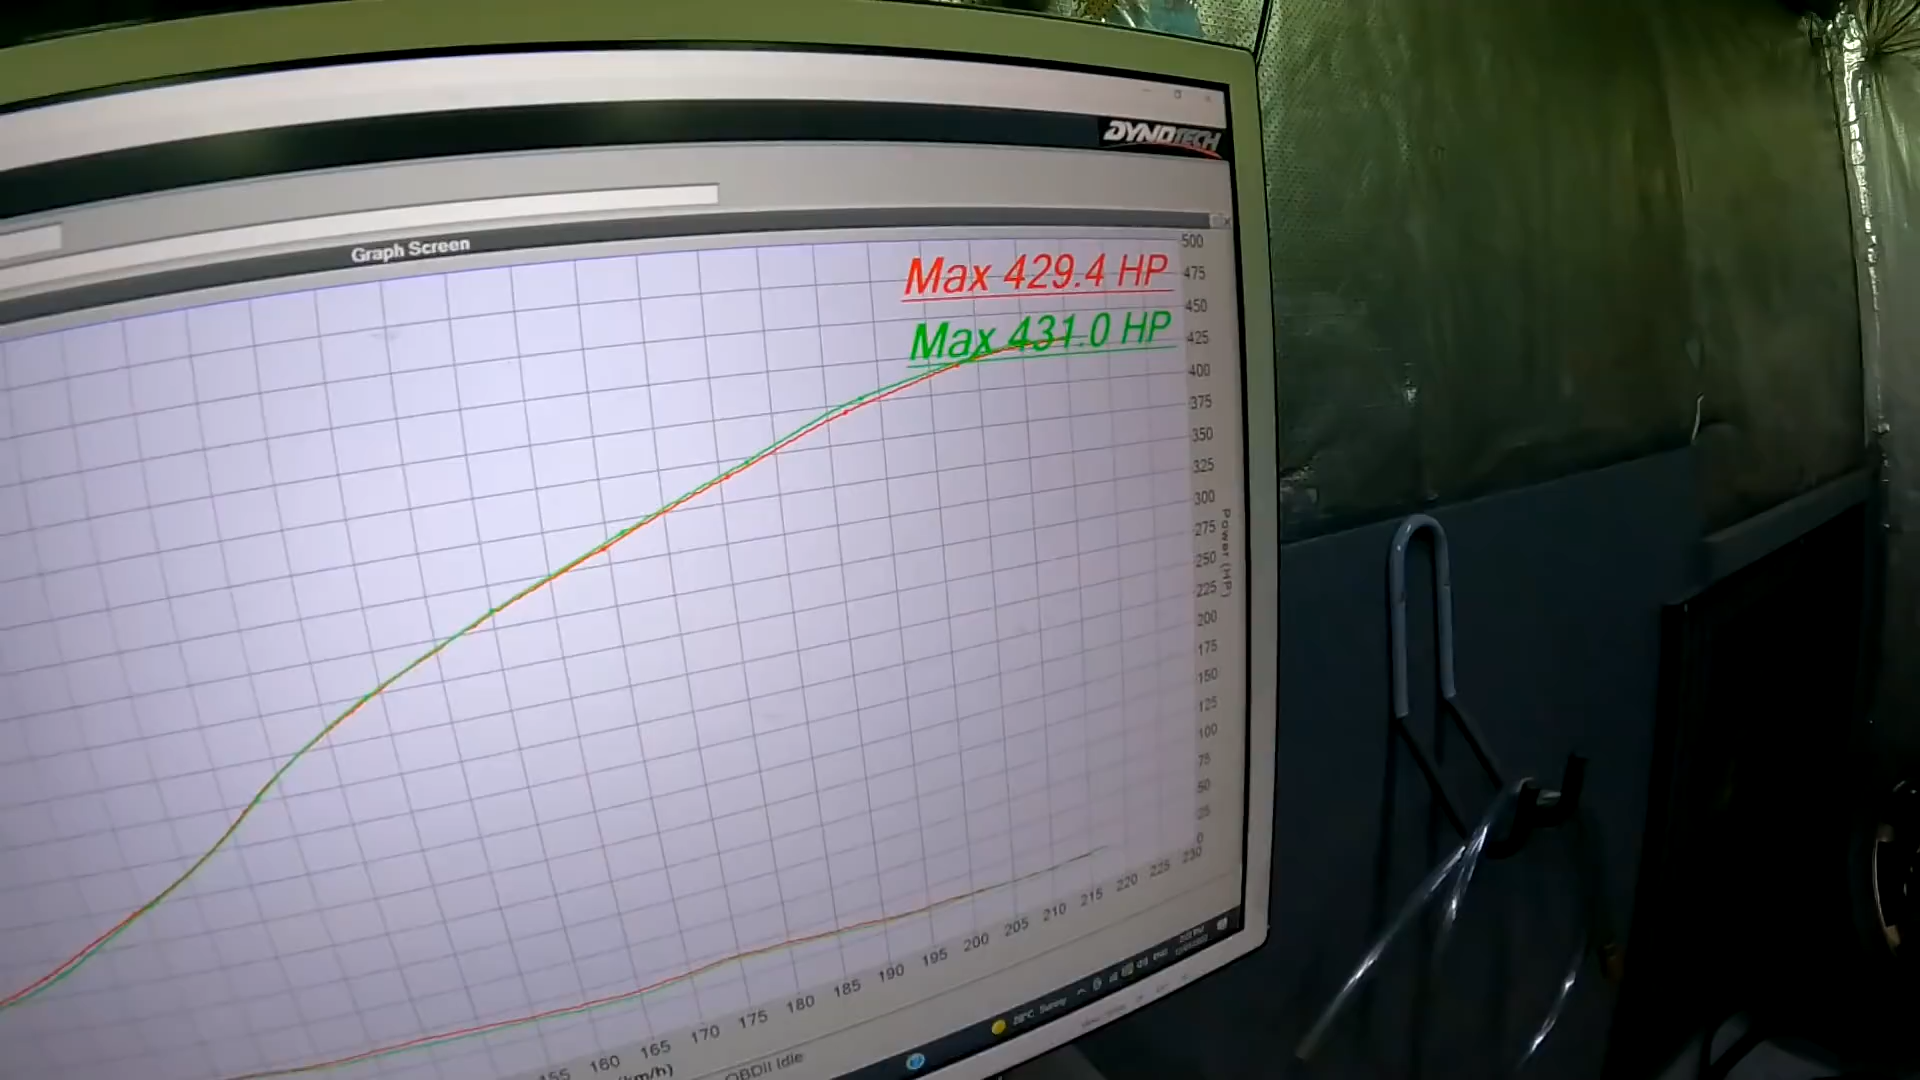 DYNOTECH
Graph Screen
Max 429.4 HP
Max 431.0 HP
500
475
450
425
400
375
350
325
300
275
250
225
200
175
150
125
100
75
50
25
0
Power (HP)
155 160 165 170 175 180 185 190 195 200 205 210 215 220 225 230
(km/h)
OBDII Idle
28°C Sunny